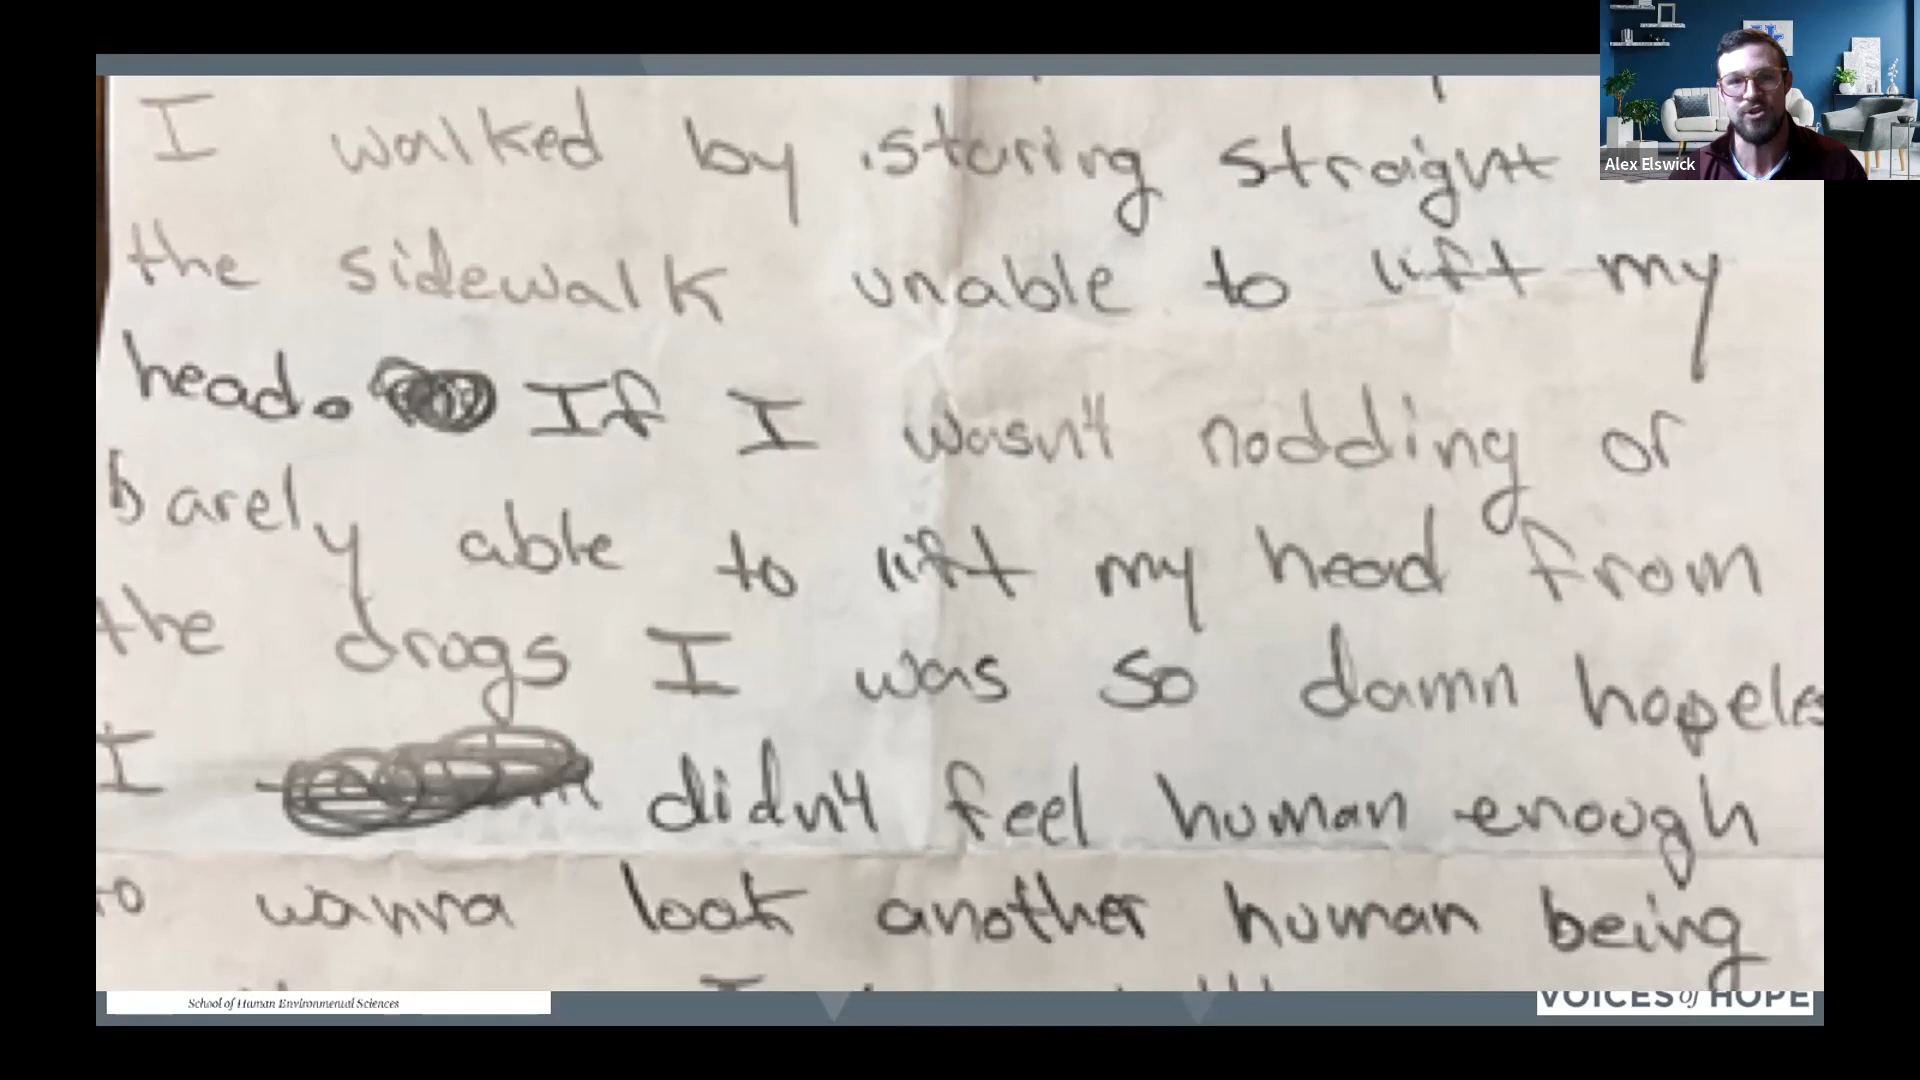 I walked by staring straight
the sidewalk unable to lift my
head. If I wasn't nodding or
barely able to lift my head from
the drugs I was so damn hopeles
I didn't feel human enough
to wanna look another human being
School of Human Environmental Sciences
VOICES of HOPE
Alex Elswick